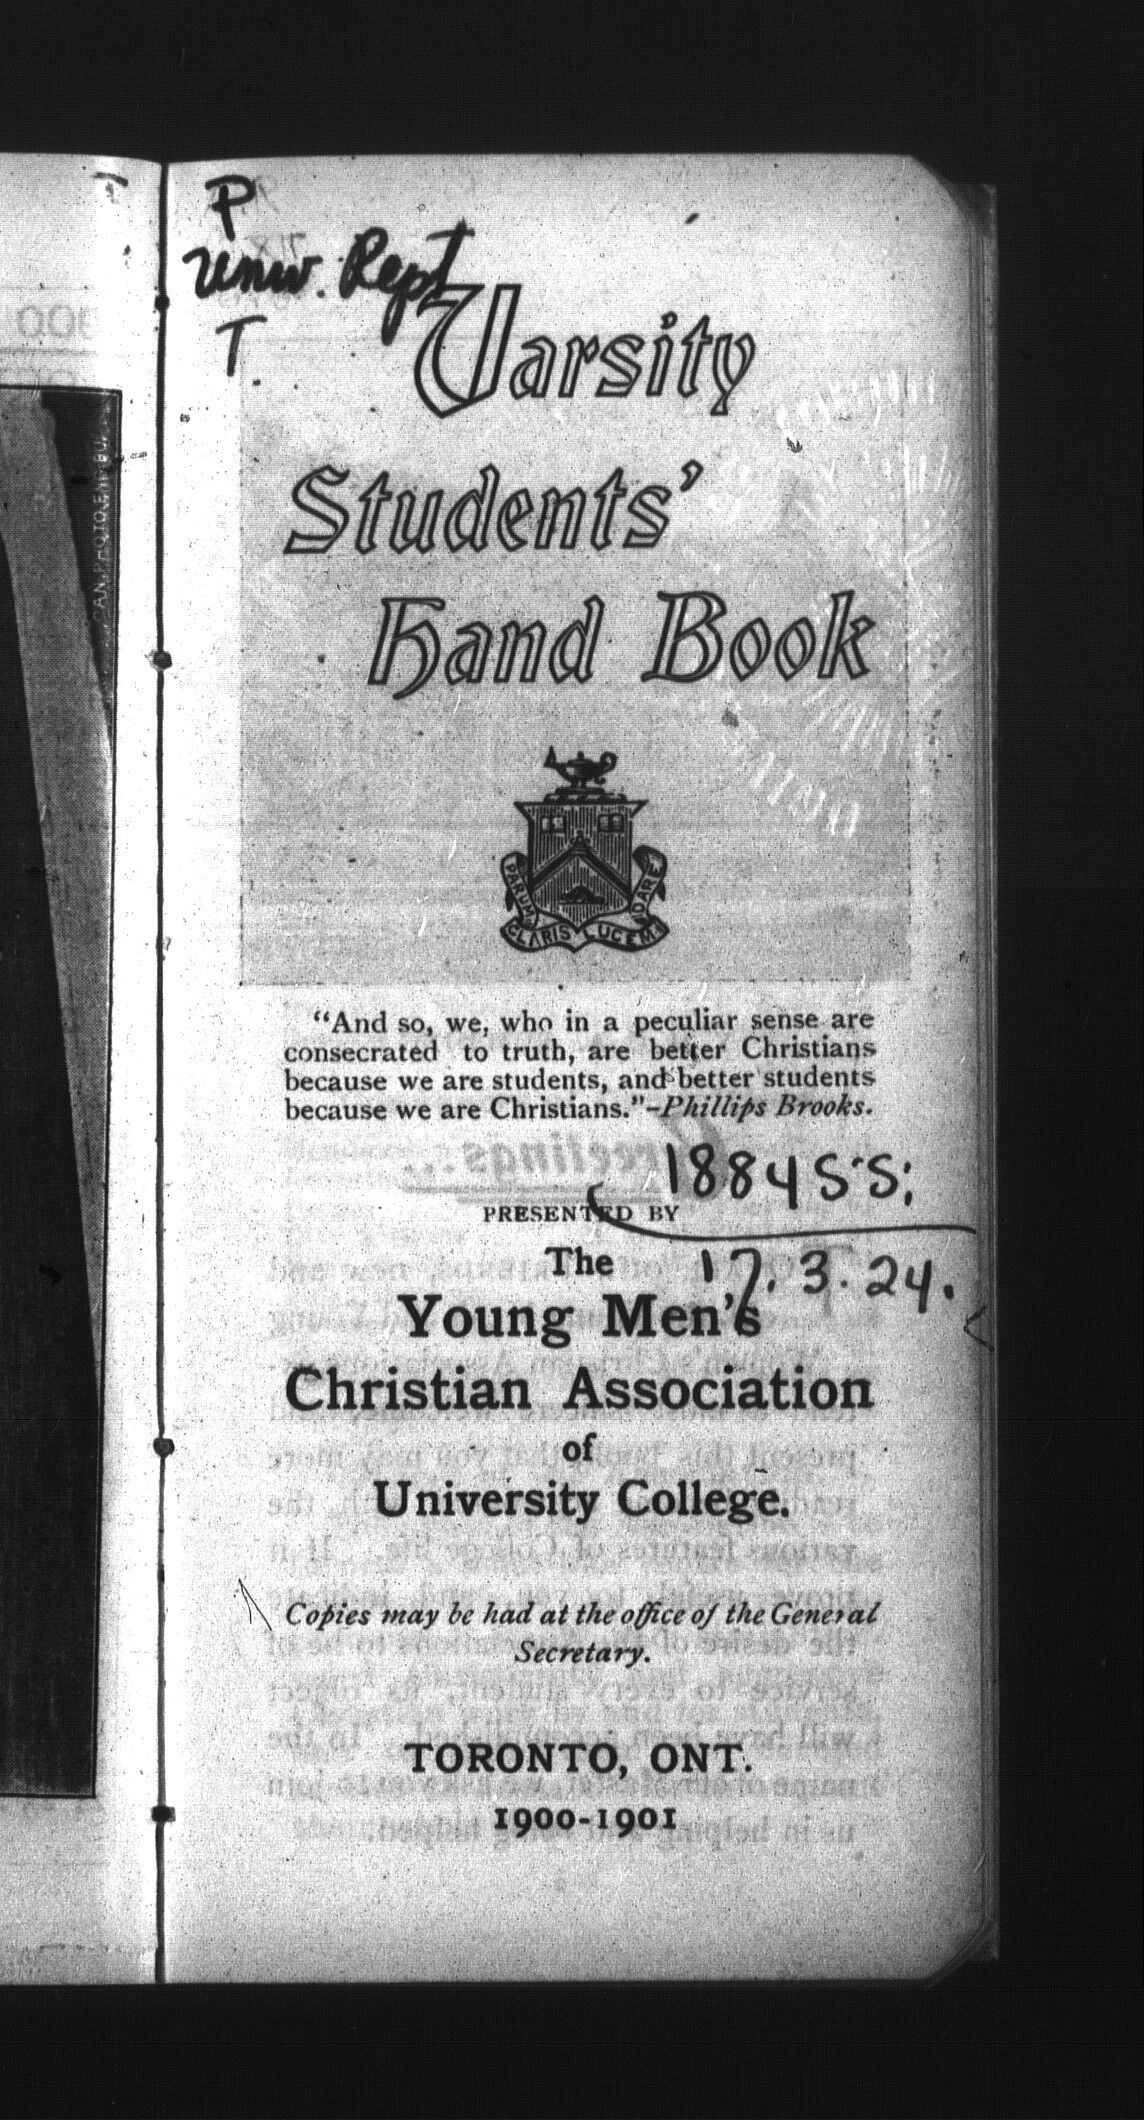 P
Univ. Rept
T.
Varsity
Students'
Hand Book
PARUM
CLARIS LUCEM
DARE
"And so, we, who in a peculiar sense are
consecrated to truth, are better Christians
because we are students, and better students
because we are Christians."-Phillips Brooks.
188458:
PRESENTED BY
The
17.3.24.
Young Men's
Christian Association
of
University College.
Copies may be had at the office of the General
Secretary.
TORONTO, ONT.
1900-1901